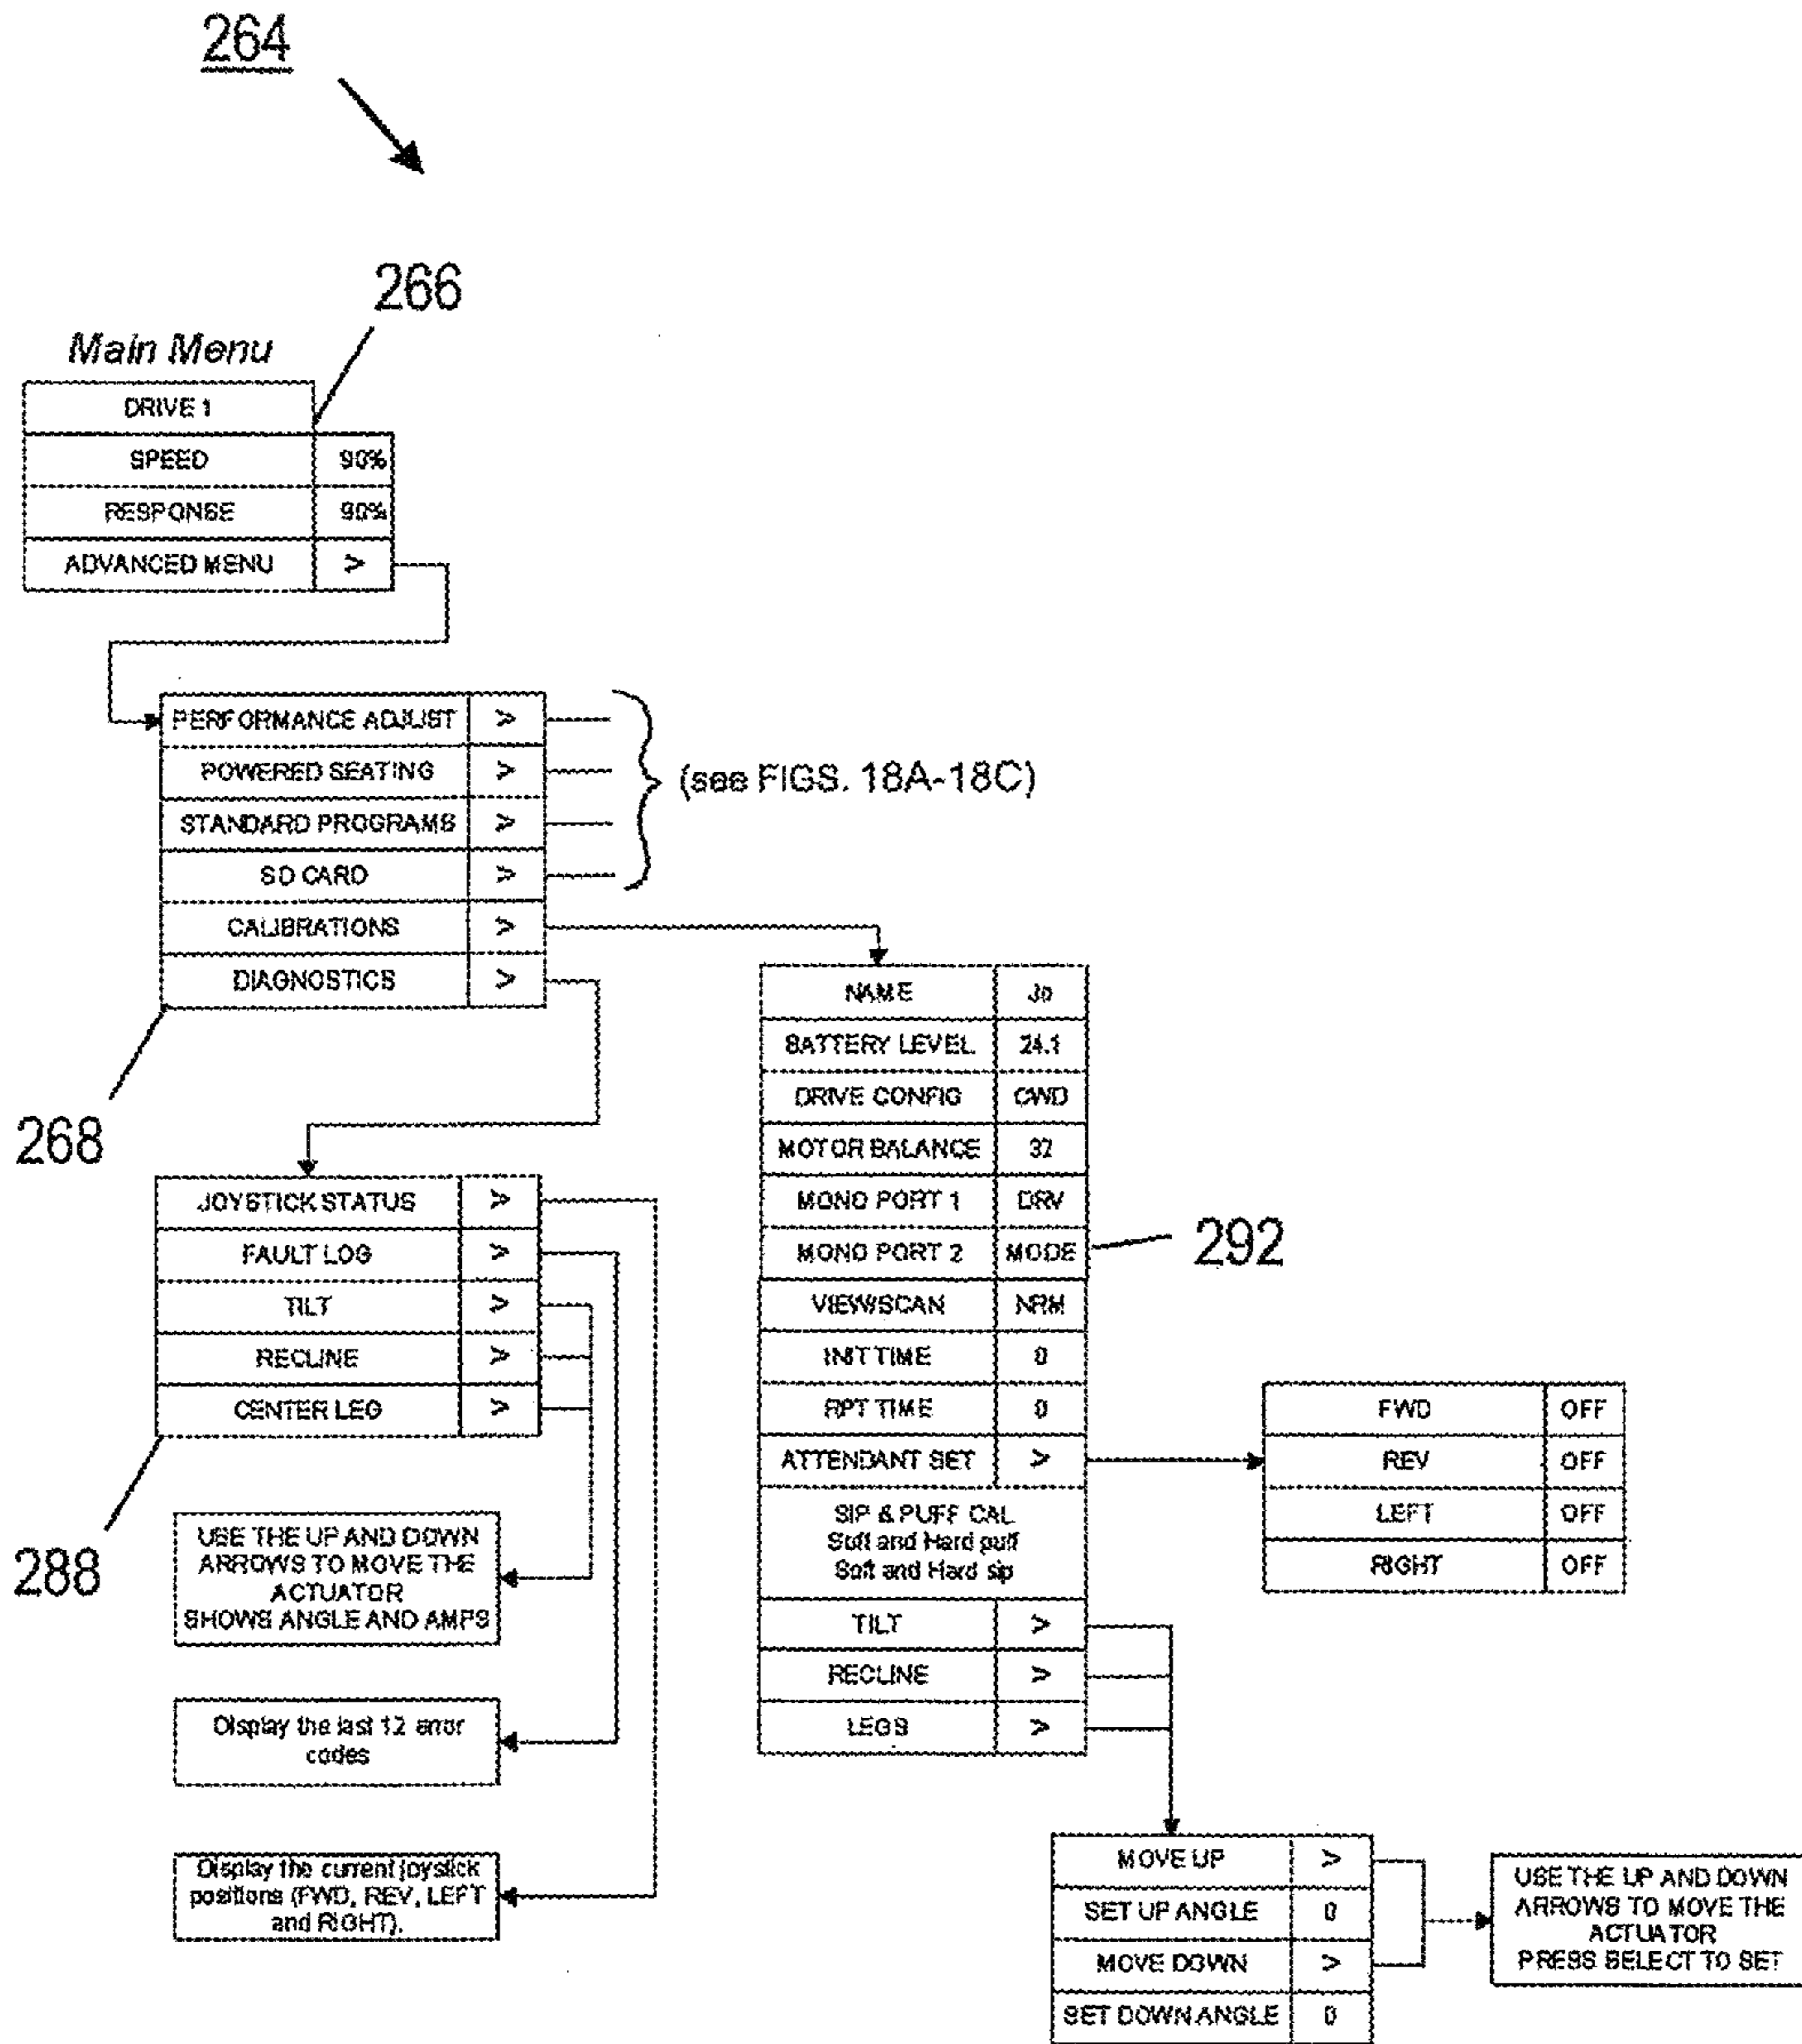 264
266
Main Menu
DRIVE 1
SPEED 90%
RESPONSE 90%
ADVANCED MENU >
PERFORMANCE ADJUST >
POWERED SEATING >
STANDARD PROGRAMS >
SD CARD >
(see FIGS. 18A-18C)
CALIBRATIONS >
DIAGNOSTICS >
268
JOYSTICK STATUS >
FAULT LOG >
TILT >
RECLINE >
CENTER LEG >
288
USE THE UP AND DOWN
ARROWS TO MOVE THE
ACTUATOR
SHOWS ANGLE AND AMPS
Display the last 12 error
codes
Display the current joystick
positions (FWD, REV, LEFT
and RIGHT).
NAME Jo
BATTERY LEVEL 24.1
DRIVE CONFIG CWD
MOTOR BALANCE 32
MONO PORT 1 DRV
MONO PORT 2 MODE
292
VIEW/SCAN NRM
INIT TIME 0
RPT TIME 0
ATTENDANT SET >
SIP & PUFF CAL
Soft and Hard puff
Soft and Hard sip
TILT >
RECLINE >
LEGS >
FWD OFF
REV OFF
LEFT OFF
RIGHT OFF
MOVE UP >
SET UP ANGLE 0
MOVE DOWN >
SET DOWN ANGLE 0
USE THE UP AND DOWN
ARROWS TO MOVE THE
ACTUATOR
PRESS SELECT TO SET